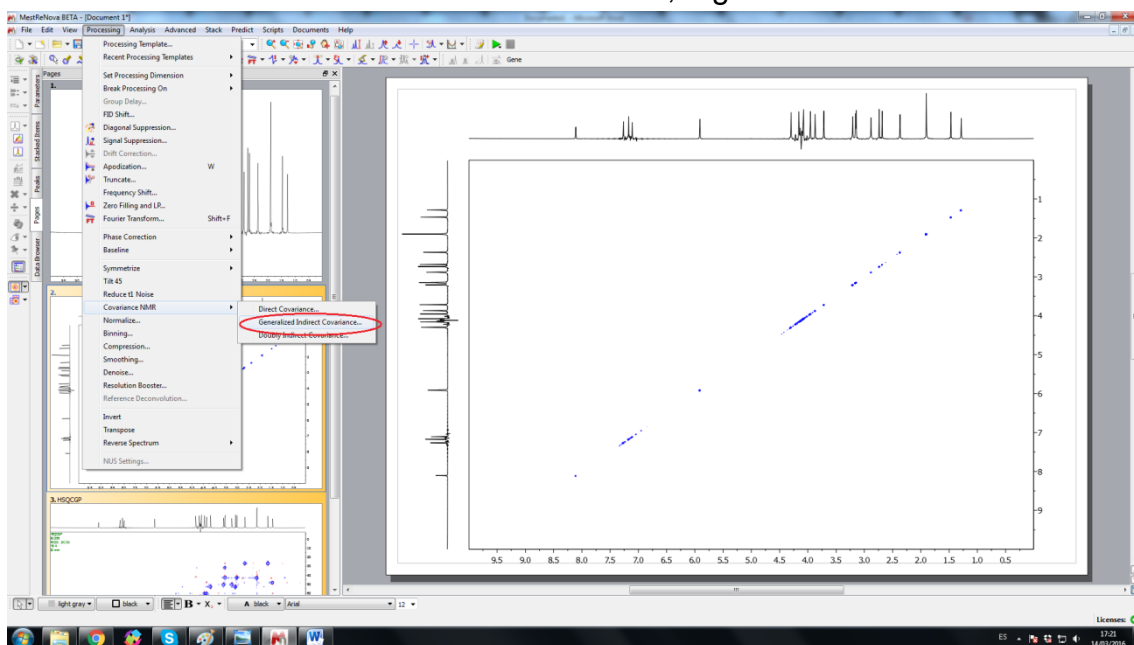 MestReNova BETA - [Document 1*]
File Edit View Processing Analysis Advanced Stack Predict Scripts Documents Help
Processing Template...
Recent Processing Templates
Set Processing Dimension
Break Processing On
Group Delay...
FID Shift...
Diagonal Suppression...
Signal Suppression...
Drift Correction...
Apodization... W
Truncate...
Frequency Shift...
Zero Filling and LP...
Fourier Transform... Shift+F
Phase Correction
Baseline
Symmetrize
Tilt 45
Reduce t1 Noise
Covariance NMR
Normalize...
Binning...
Compression...
Smoothing...
Denoise...
Resolution Booster...
Reference Deconvolution...
Invert
Transpose
Reverse Spectrum
NUS Settings...
Direct Covariance...
Generalized Indirect Covariance...
Doubly Indirect Covariance...
Gene
Pages
1.
2.
3. HSQCGP
Parameters
Stacked Items
Peaks
Pages
Data Browser
-1
-2
-3
-4
-5
-6
-7
-8
-9
9.5 9.0 8.5 8.0 7.5 7.0 6.5 6.0 5.5 5.0 4.5 4.0 3.5 3.0 2.5 2.0 1.5 1.0 0.5
light gray black B X, A black Arial 12
Licenses:
ES 17:21
14/03/2016